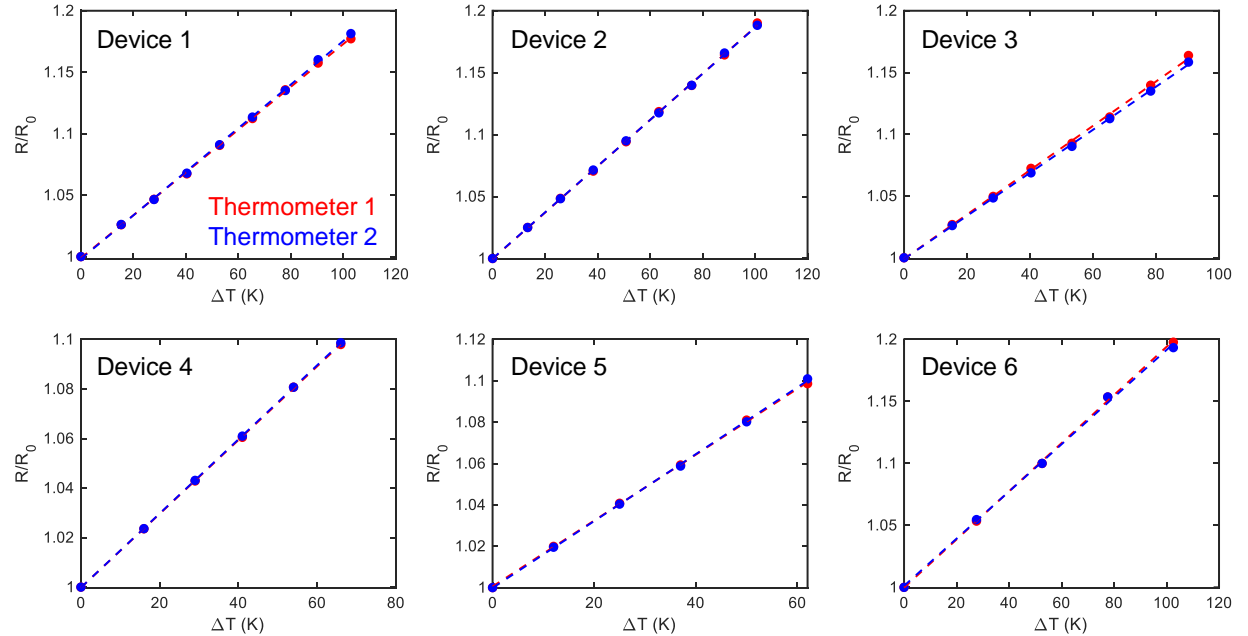 Device 1
1.2
1.15
1.1
1.05
1
R/R0
Thermometer 1
Thermometer 2
0 20 40 60 80 100 120
ΔT (K)
Device 2
1.2
1.15
1.1
1.05
1
R/R0
0 20 40 60 80 100 120
ΔT (K)
Device 3
1.2
1.15
1.1
1.05
1
R/R0
0 20 40 60 80 100
ΔT (K)
Device 4
1.1
1.08
1.06
1.04
1.02
1
R/R0
0 20 40 60 80
ΔT (K)
Device 5
1.12
1.1
1.08
1.06
1.04
1.02
1
R/R0
0 20 40 60
ΔT (K)
Device 6
1.2
1.15
1.1
1.05
1
R/R0
0 20 40 60 80 100 120
ΔT (K)